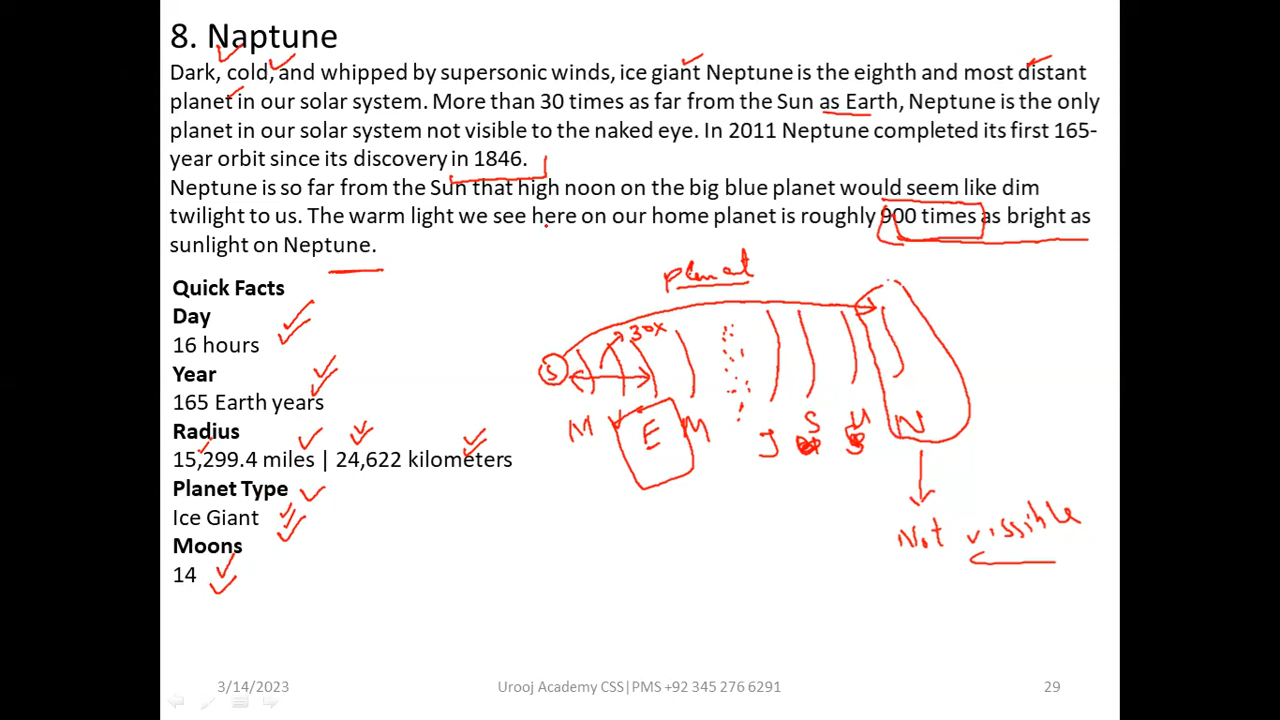 8. Naptune
Dark, cold, and whipped by supersonic winds, ice giant Neptune is the eighth and most distant
planet in our solar system. More than 30 times as far from the Sun as Earth, Neptune is the only
planet in our solar system not visible to the naked eye. In 2011 Neptune completed its first 165-
year orbit since its discovery in 1846.
Neptune is so far from the Sun that high noon on the big blue planet would seem like dim
twilight to us. The warm light we see here on our home planet is roughly 900 times as bright as
sunlight on Neptune.
planet
Quick Facts
Day
16 hours
Year
165 Earth years
Radius
15,299.4 miles | 24,622 kilometers
Planet Type
Ice Giant
Moons
14
30x
S
M V E M J S U N
Not vissible
3/14/2023 Urooj Academy CSS|PMS +92 345 276 6291 29